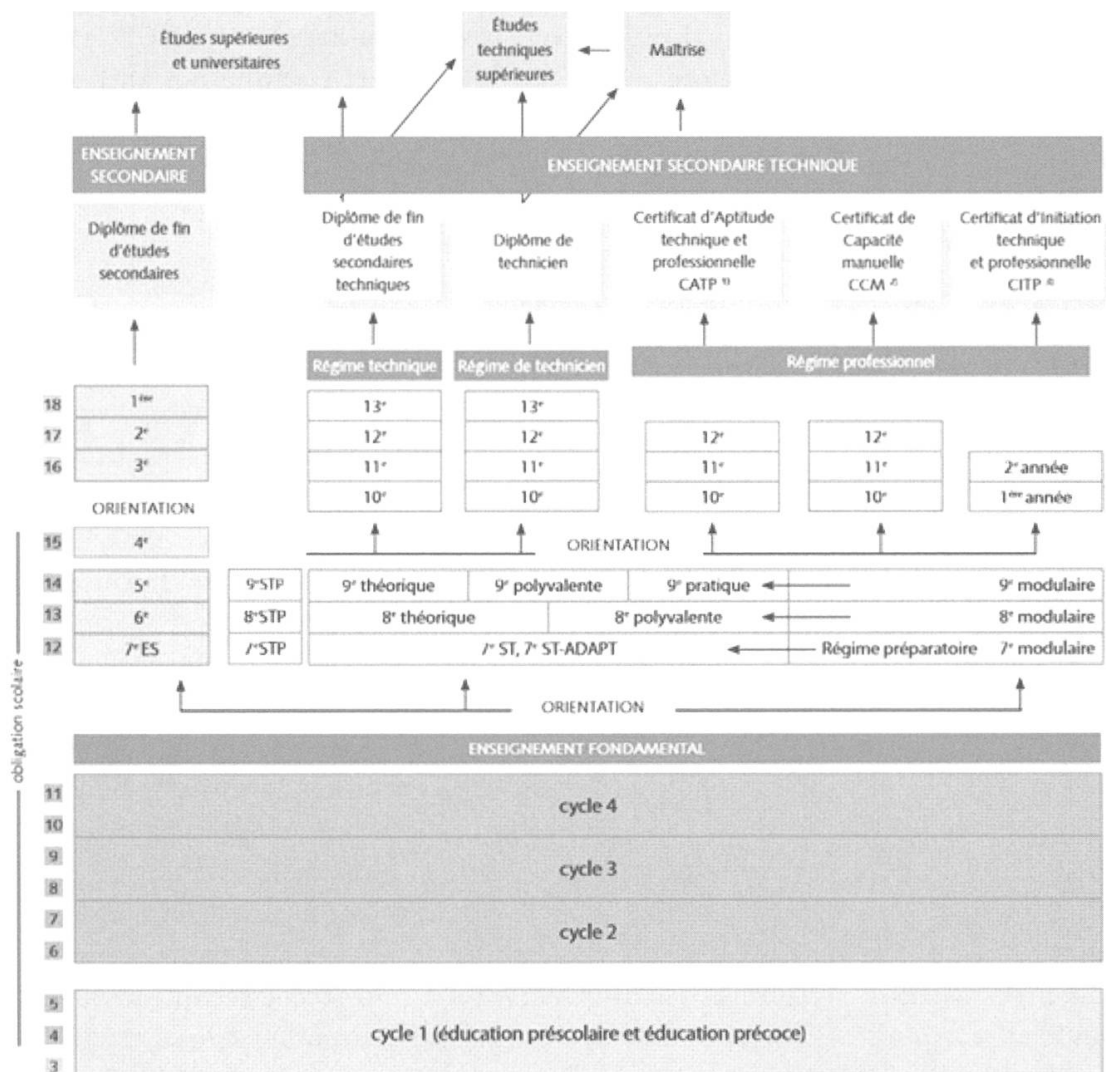 Études supérieures
et universitaires
Études
techniques
supérieures
Maîtrise
ENSEIGNEMENT
SECONDAIRE
ENSEIGNEMENT SECONDAIRE TECHNIQUE
Diplôme de fin
d'études
secondaires
Diplôme de fin
d'études
secondaires
techniques
Diplôme de
technicien
Certificat d'Aptitude
technique et
professionnelle
CATP 1)
Certificat de
Capacité
manuelle
CCM 2)
Certificat d'Initiation
technique
et professionnelle
CITP
Régime technique
Régime de technicien
Régime professionnel
18 1ère 13e 13e
17 2e 12e 12e 12e 12e
16 3e 11e 11e 11e 11e 2e année
10e 10e 10e 10e 1ère année
ORIENTATION
ORIENTATION
15 4e
14 5e 9eSTP 9e théorique 9e polyvalente 9e pratique 9e modulaire
13 6e 8eSTP 8e théorique 8e polyvalente 8e modulaire
12 7e ES 7eSTP 7e ST, 7e ST-ADAPT Régime préparatoire 7e modulaire
ORIENTATION
obligation scolaire
ENSEIGNEMENT FONDAMENTAL
11
cycle 4
10
9
cycle 3
8
7
cycle 2
6
5
4 cycle 1 (éducation préscolaire et éducation précoce)
3